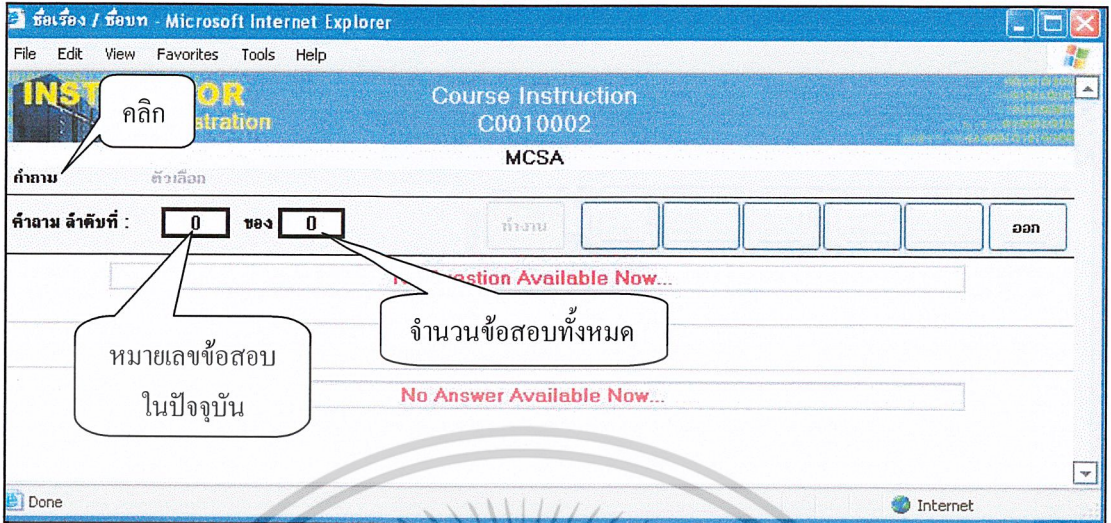 ชื่อเรื่อง / ชื่อบท - Microsoft Internet Explorer
File Edit View Favorites Tools Help
คลิก
Course Instruction
C0010002
MCSA
คำถาม ตัวเลือก
คำถาม ลำดับที่ : 0 ของ 0 ทำงาน ออก
Available Now...
จำนวนข้อสอบทั้งหมด
หมายเลขข้อสอบ
ในปัจจุบัน
No Answer Available Now...
Done Internet